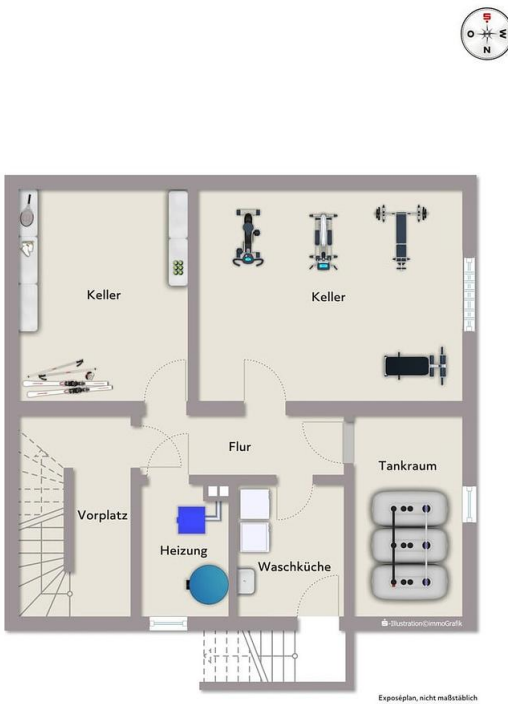 S
O W
N
Keller
Keller
Flur
Tankraum
Vorplatz
Heizung
Waschküche
S-Illustration©immoGrafik
Exposéplan, nicht maßstäblich